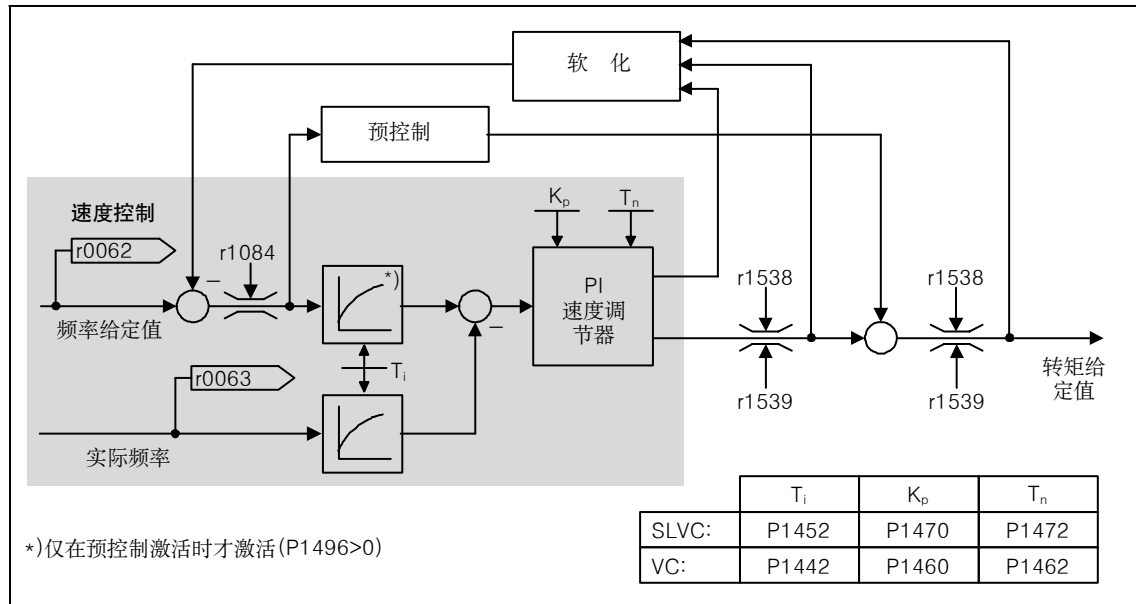 软 化
预控制
速度控制
r0062
r1084
Kp
Tn
*)
PI
速度调
节器
r1538
r1538
频率给定值
r0063
Ti
r1539
r1539
转矩给
定值
实际频率
Ti Kp Tn
SLVC: P1452 P1470 P1472
VC: P1442 P1460 P1462
*)仅在预控制激活时才激活(P1496>0)